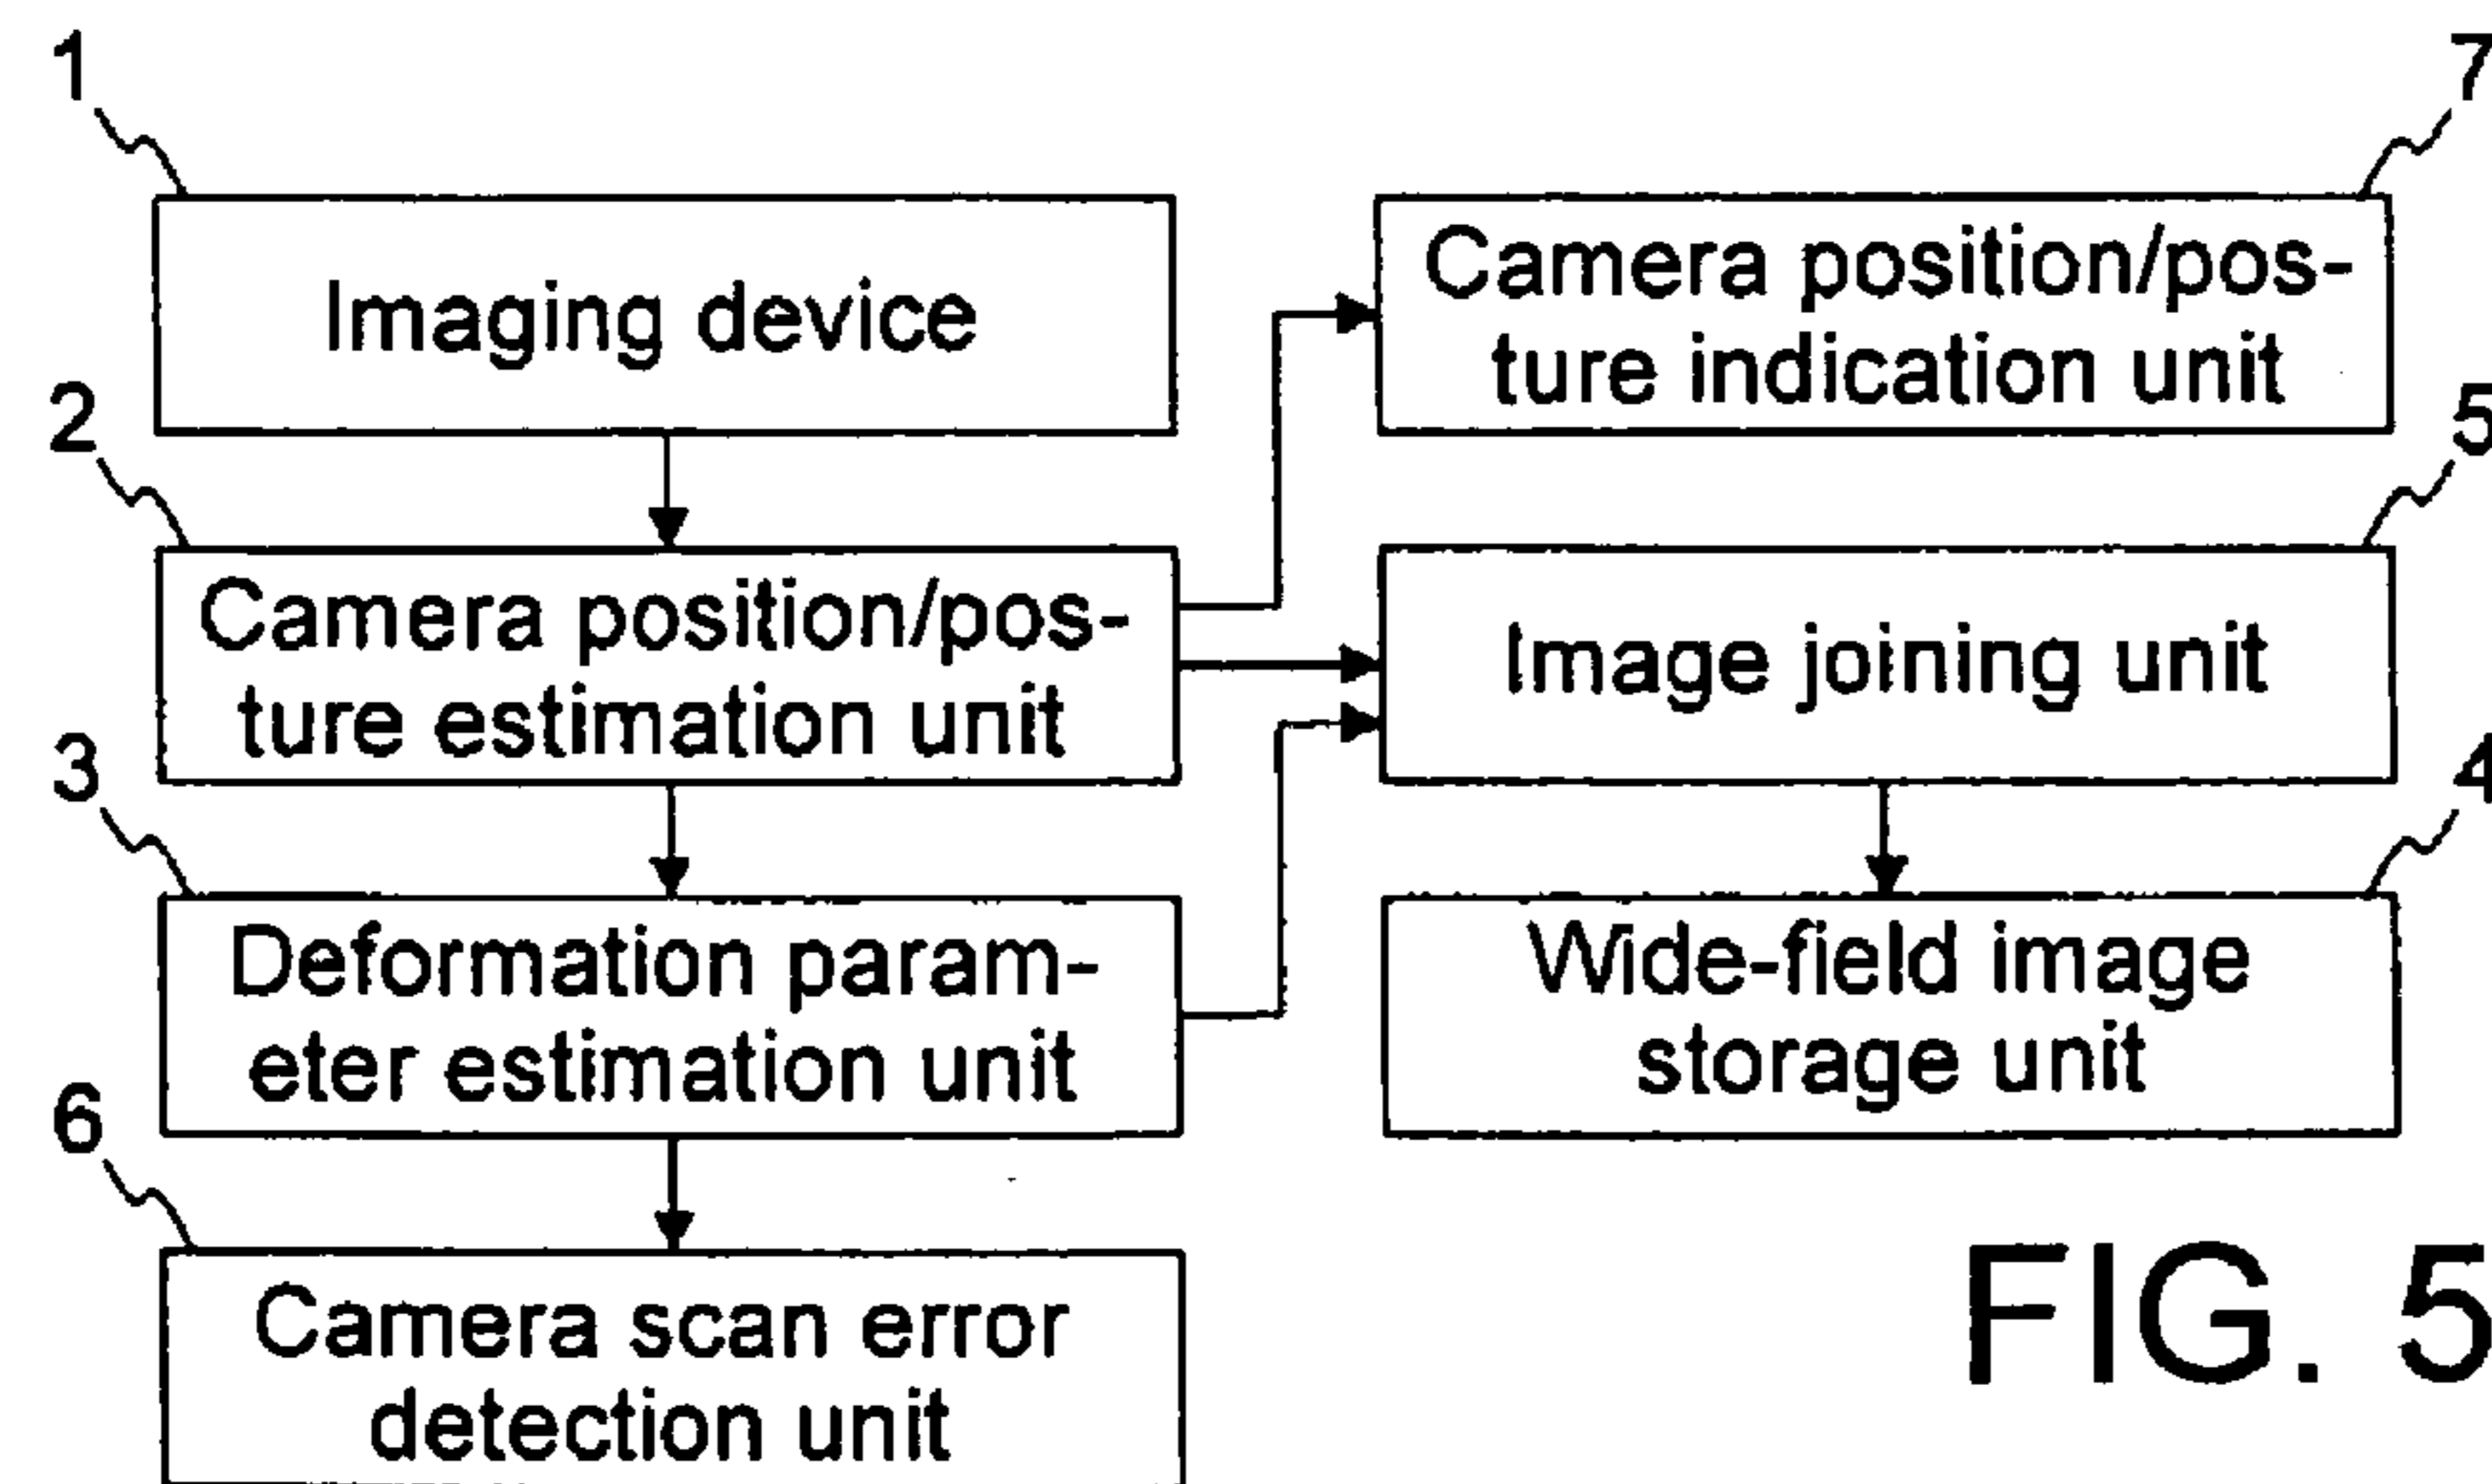 1
Imaging device
2
Camera position/pos-
ture estimation unit
3
Deformation param-
eter estimation unit
6
Camera scan error
detection unit
7
Camera position/pos-
ture indication unit
5
Image joining unit
4
Wide-field image
storage unit
FIG. 5